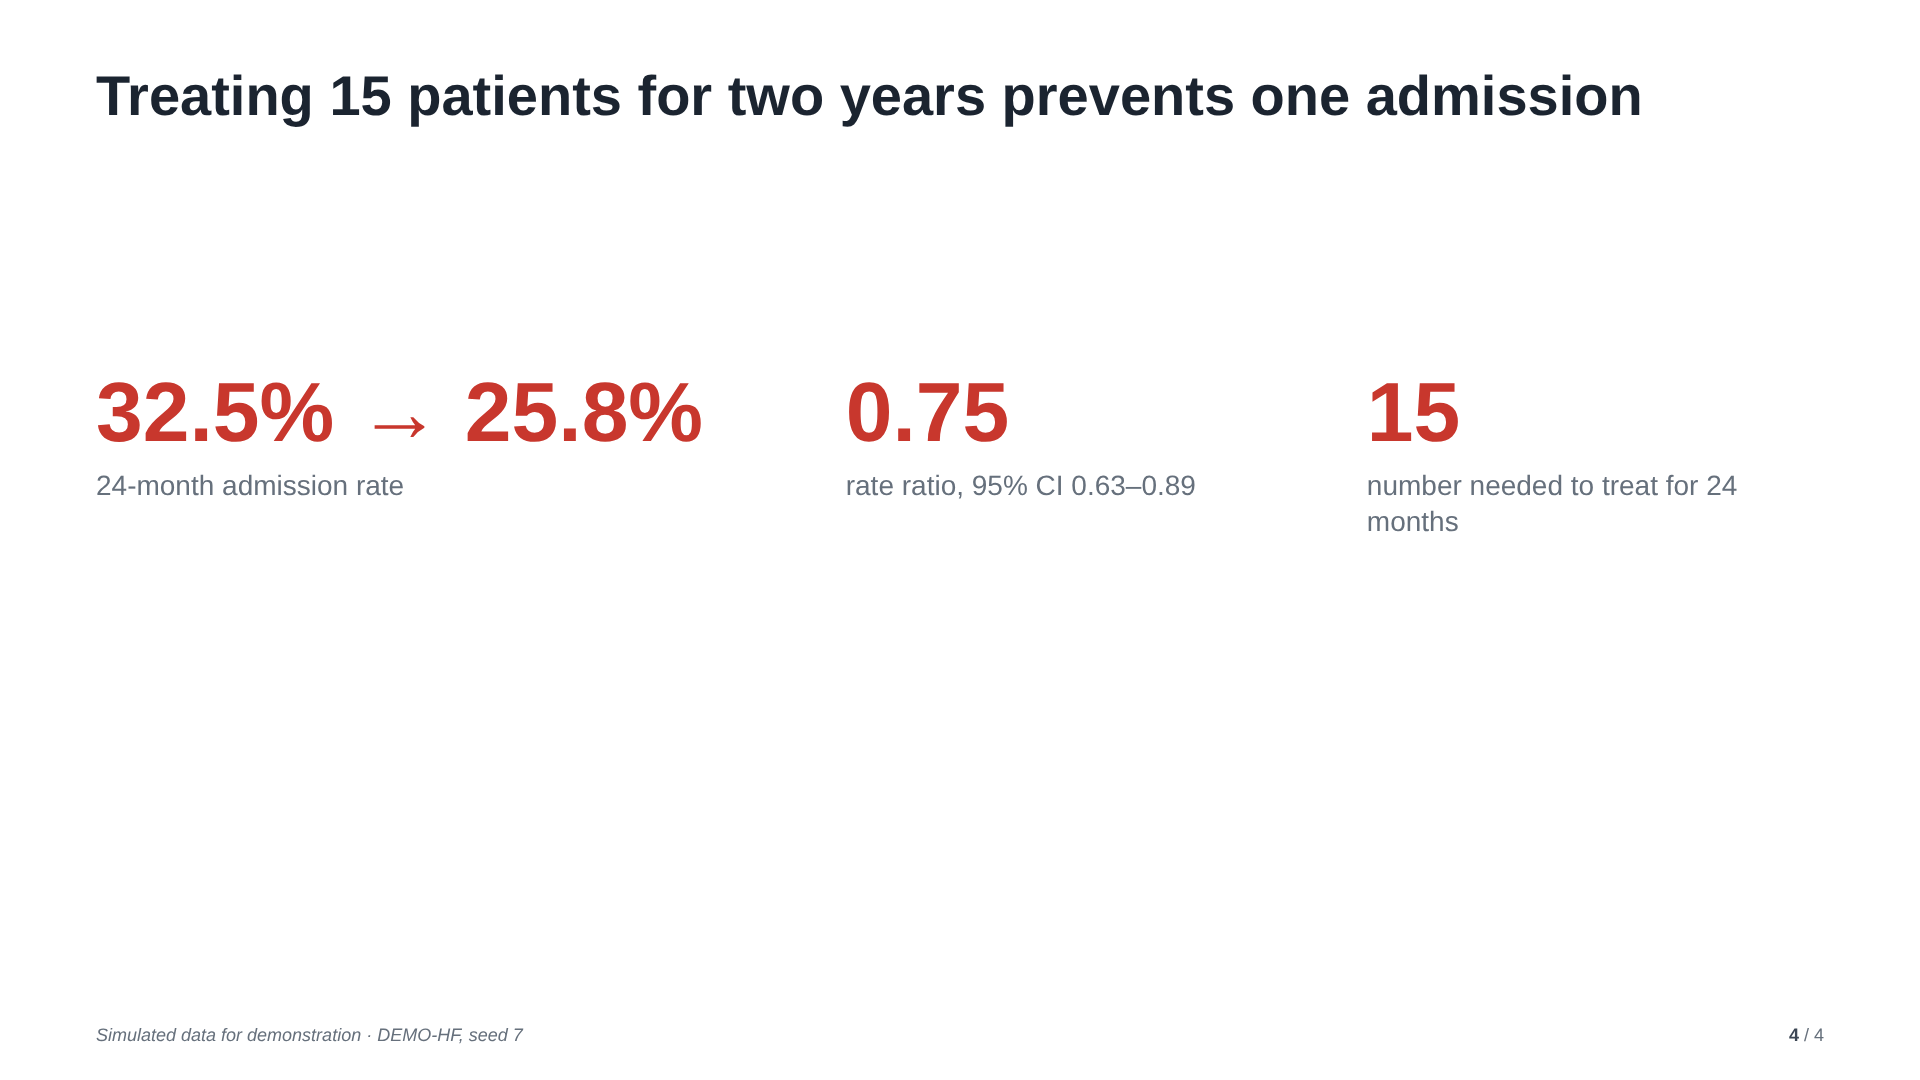 Treating 15 patients for two years prevents one admission
32.5% → 25.8%
24-month admission rate
0.75
rate ratio, 95% CI 0.63–0.89
15
number needed to treat for 24
months
Simulated data for demonstration · DEMO-HF, seed 7
4 / 4